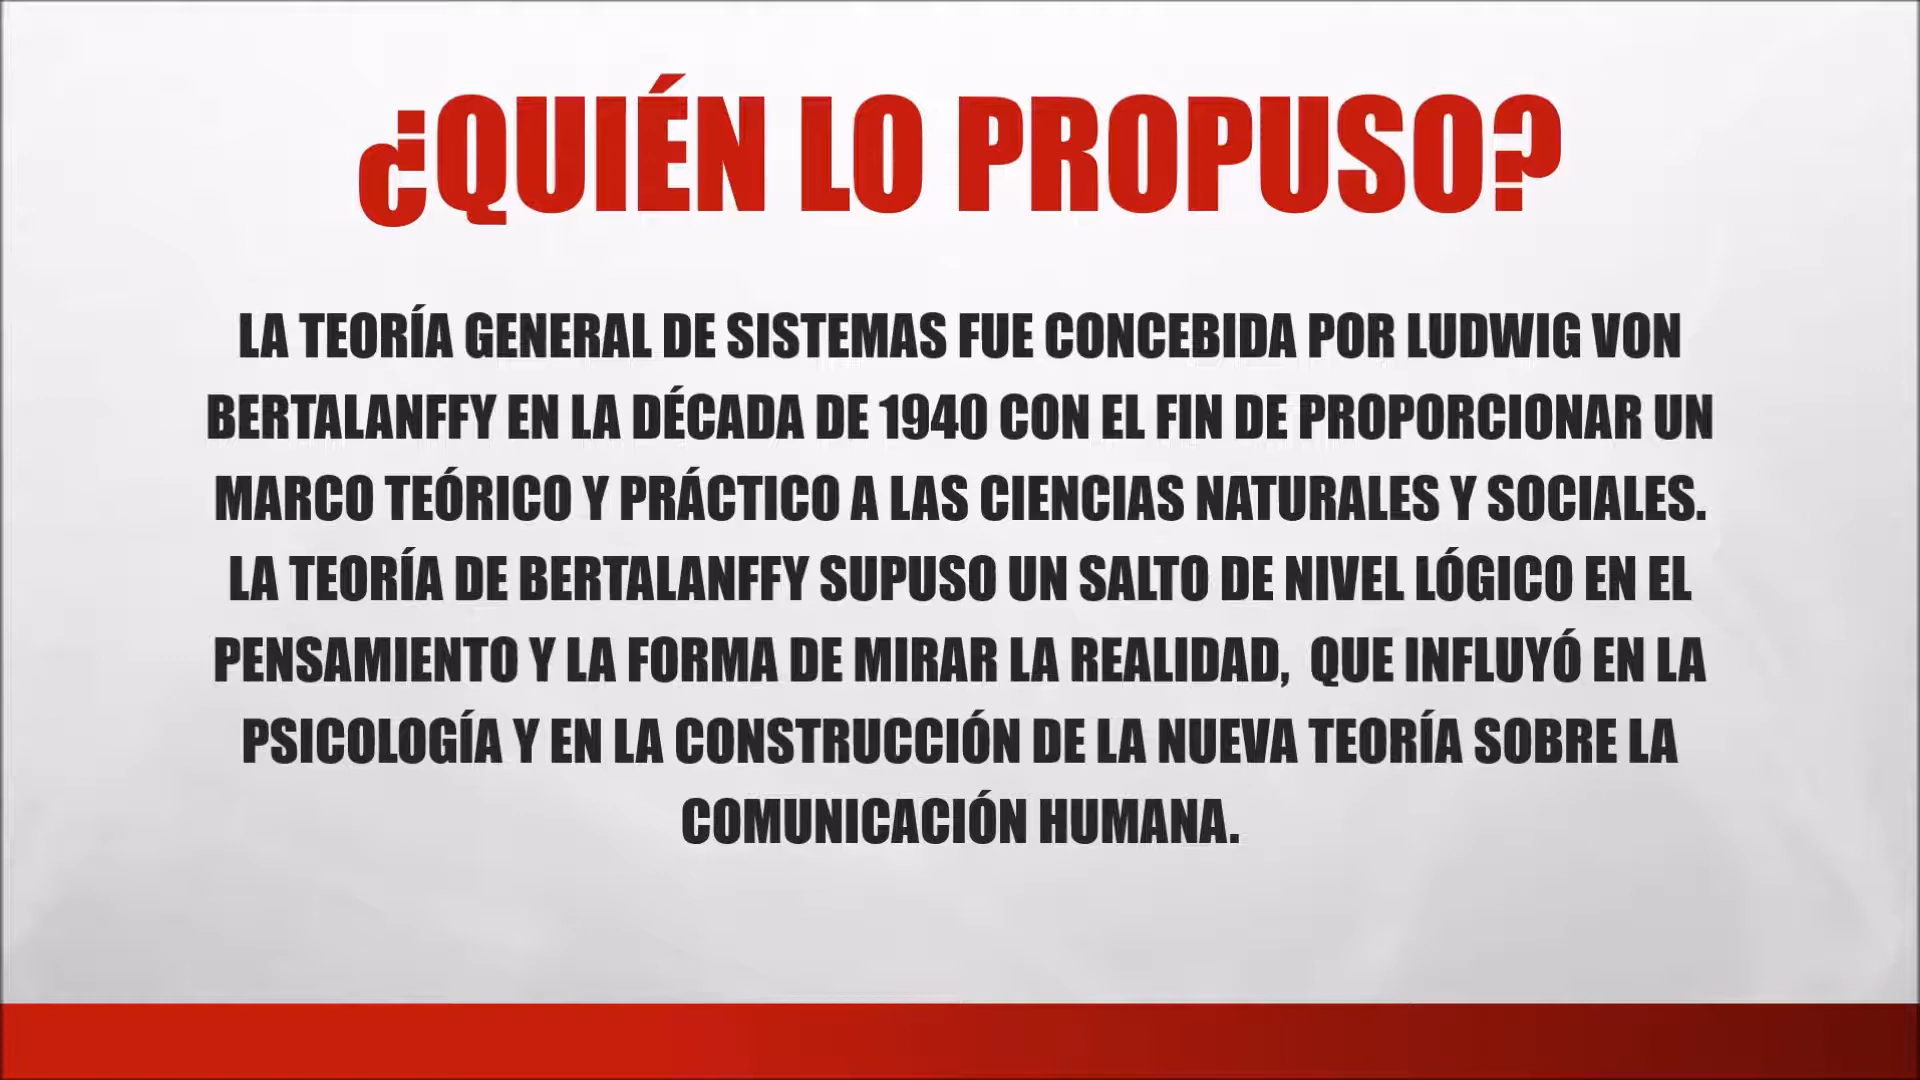 ¿QUIÉN LO PROPUSO?
LA TEORÍA GENERAL DE SISTEMAS FUE CONCEBIDA POR LUDWIG VON
BERTALANFFY EN LA DÉCADA DE 1940 CON EL FIN DE PROPORCIONAR UN
MARCO TEÓRICO Y PRÁCTICO A LAS CIENCIAS NATURALES Y SOCIALES.
LA TEORÍA DE BERTALANFFY SUPUSO UN SALTO DE NIVEL LÓGICO EN EL
PENSAMIENTO Y LA FORMA DE MIRAR LA REALIDAD, QUE INFLUYÓ EN LA
PSICOLOGÍA Y EN LA CONSTRUCCIÓN DE LA NUEVA TEORÍA SOBRE LA
COMUNICACIÓN HUMANA.